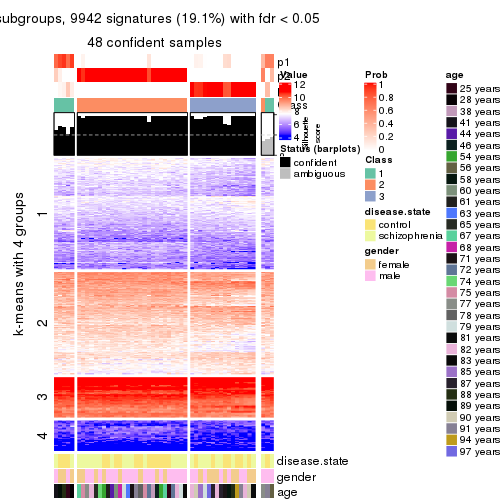 subgroups, 9942 signatures (19.1%) with fdr < 0.05
48 confident samples
p1
p2
Value
12
10
8
6
4
Silhouette
score
Status (barplots)
confident
ambiguous
Prob
1
0.8
0.6
0.4
0.2
0
Class
1
2
3
disease.state
control
schizophrenia
gender
female
male
age
25 years
28 years
38 years
41 years
44 years
46 years
54 years
56 years
58 years
60 years
61 years
63 years
65 years
67 years
68 years
71 years
72 years
74 years
75 years
77 years
78 years
79 years
81 years
82 years
83 years
85 years
87 years
88 years
89 years
90 years
91 years
94 years
97 years
k-means with 4 groups
1
2
3
4
disease.state
gender
age